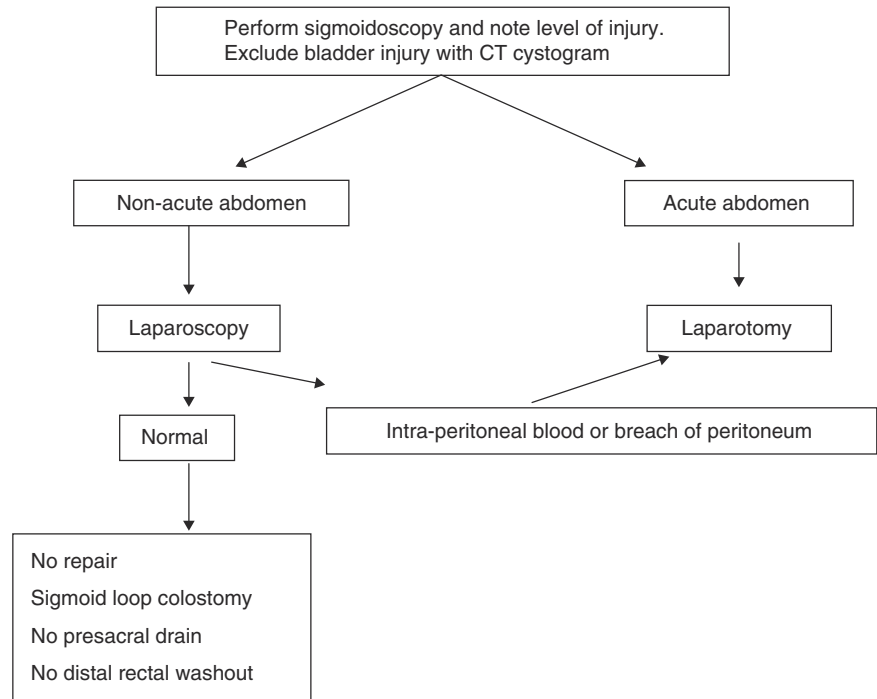 Perform sigmoidoscopy and note level of injury.
Exclude bladder injury with CT cystogram
Non-acute abdomen
Acute abdomen
Laparoscopy
Laparotomy
Normal
Intra-peritoneal blood or breach of peritoneum
No repair
Sigmoid loop colostomy
No presacral drain
No distal rectal washout